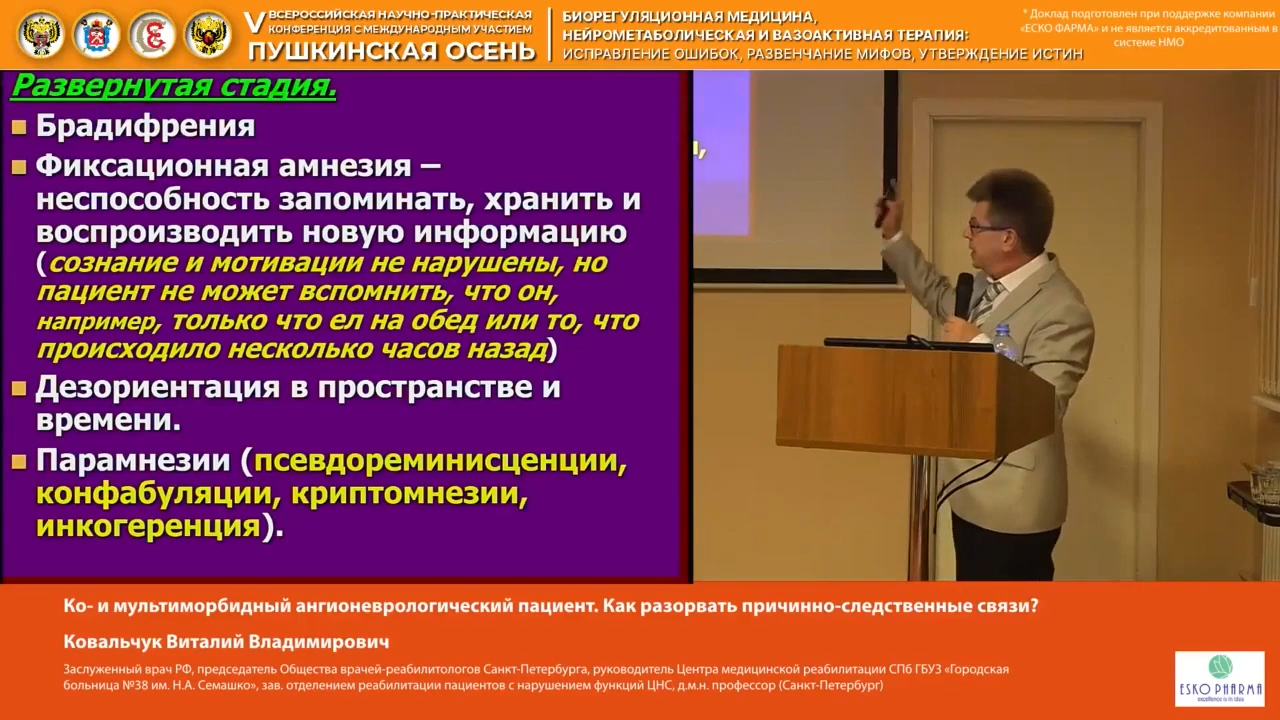 V ВСЕРОССИЙСКАЯ НАУЧНО-ПРАКТИЧЕСКАЯ
КОНФЕРЕНЦИЯ С МЕЖДУНАРОДНЫМ УЧАСТИЕМ
ПУШКИНСКАЯ ОСЕНЬ
БИОРЕГУЛЯЦИОННАЯ МЕДИЦИНА,
НЕЙРОМЕТАБОЛИЧЕСКАЯ И ВАЗОАКТИВНАЯ ТЕРАПИЯ:
ИСПРАВЛЕНИЕ ОШИБОК, РАЗВЕНЧАНИЕ МИФОВ, УТВЕРЖДЕНИЕ ИСТИН
* Доклад подготовлен при поддержке компании
«ЕСКО ФАРМА» и не является аккредитованным в
системе НМО
Развернутая стадия.
Брадифрения
Фиксационная амнезия –
неспособность запоминать, хранить и
воспроизводить новую информацию
(сознание и мотивации не нарушены, но
пациент не может вспомнить, что он,
например, только что ел на обед или то, что
происходило несколько часов назад)
Дезориентация в пространстве и
времени.
Парамнезии (псевдореминисценции,
конфабуляции, криптомнезии,
инкогеренция).
Ко- и мультиморбидный ангионеврологический пациент. Как разорвать причинно-следственные связи?
Ковальчук Виталий Владимирович
Заслуженный врач РФ, председатель Общества врачей-реабилитологов Санкт-Петербурга, руководитель Центра медицинской реабилитации СПб ГБУЗ «Городская
больница №38 им. Н.А. Семашко», зав. отделением реабилитации пациентов с нарушением функций ЦНС, д.м.н. профессор (Санкт-Петербург)
ESKO PHARMA
excellence is in idea